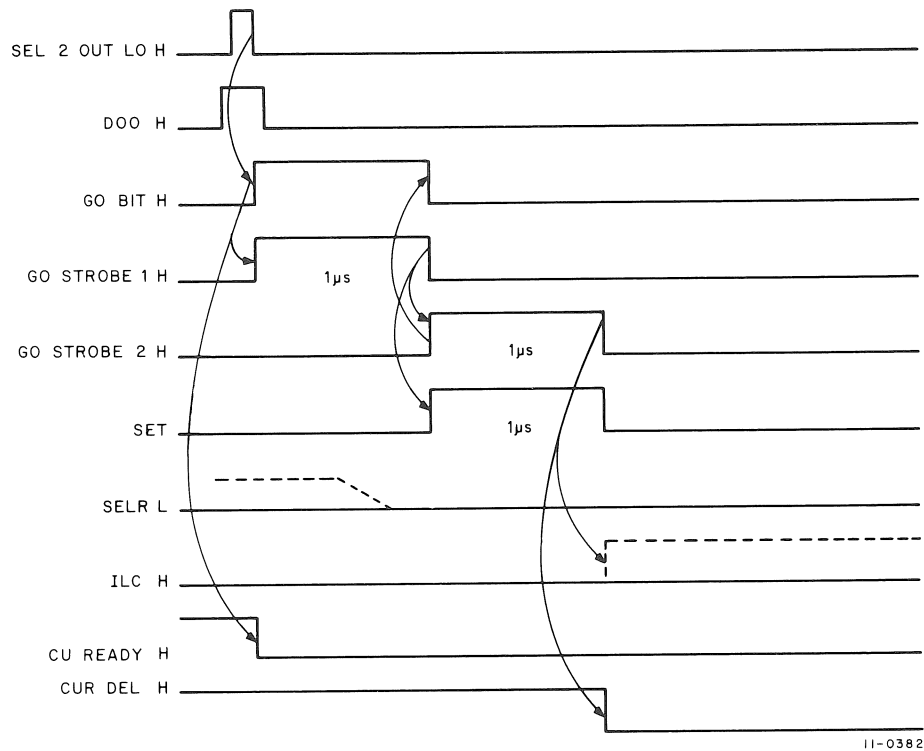 SEL 2 OUT LO H
DOO H
GO BIT H
GO STROBE 1 H
1µs
GO STROBE 2 H
1µs
SET
1µs
SELR L
ILC H
CU READY H
CUR DEL H
11-0382